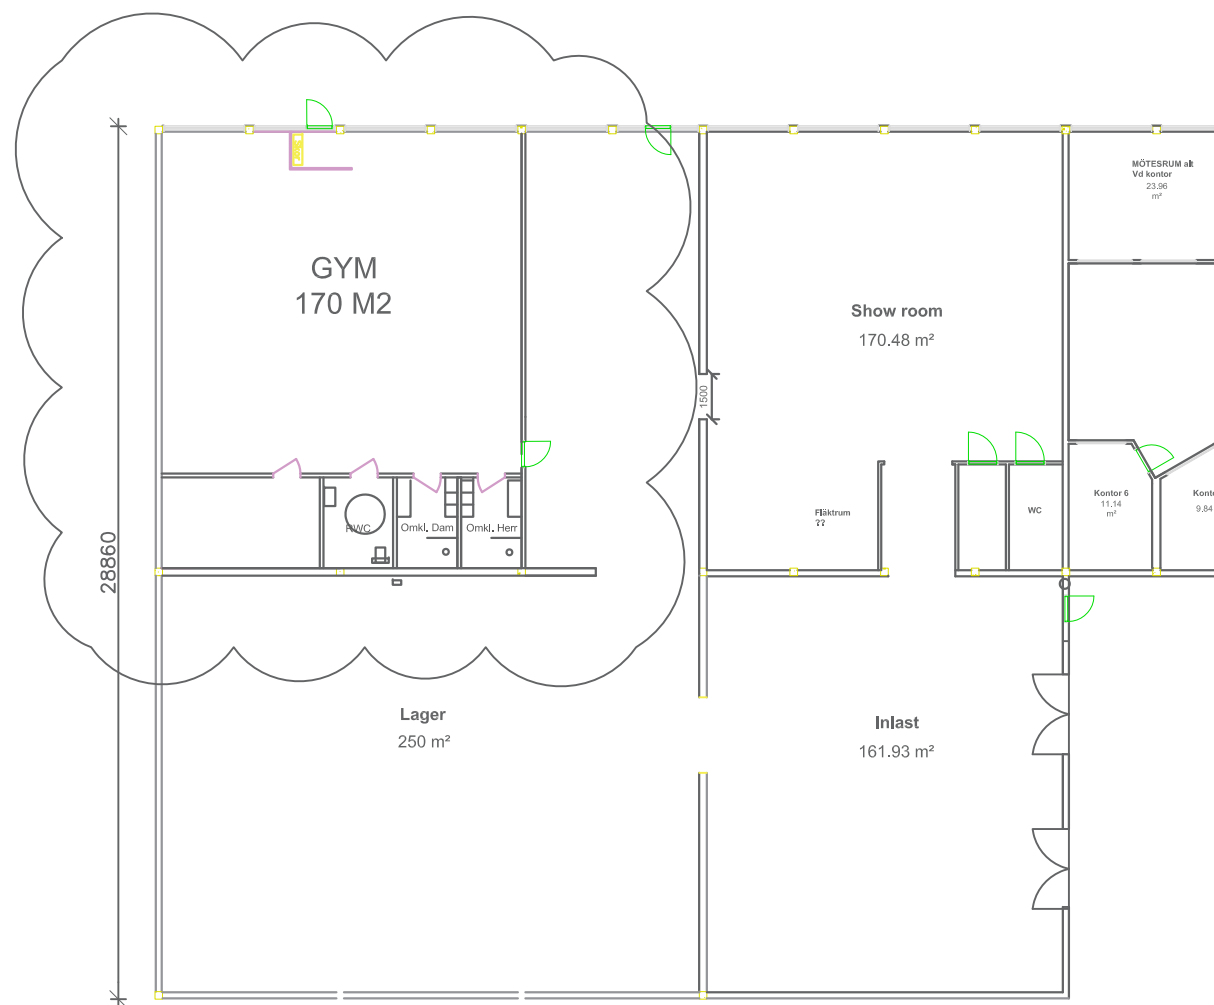 MÖTESRUM alt
Vd kontor
23.96
m²
GYM
170 M2
Show room
170.48 m²
1500
Kontor 6
11.14
m²
Konto
9.84
Fläktrum
??
WC
RWC
Omkl. Dam
Omkl. Herr
28860
Lager
250 m²
Inlast
161.93 m²